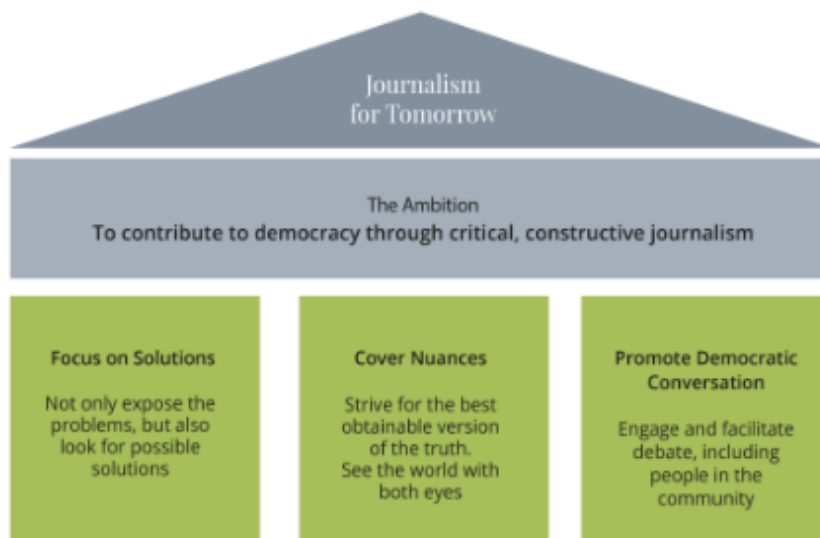 Journalism
for Tomorrow
The Ambition
To contribute to democracy through critical, constructive journalism
Focus on Solutions
Not only expose the
problems, but also
look for possible
solutions
Cover Nuances
Strive for the best
obtainable version
of the truth.
See the world with
both eyes
Promote Democratic
Conversation
Engage and facilitate
debate, including
people in the
community